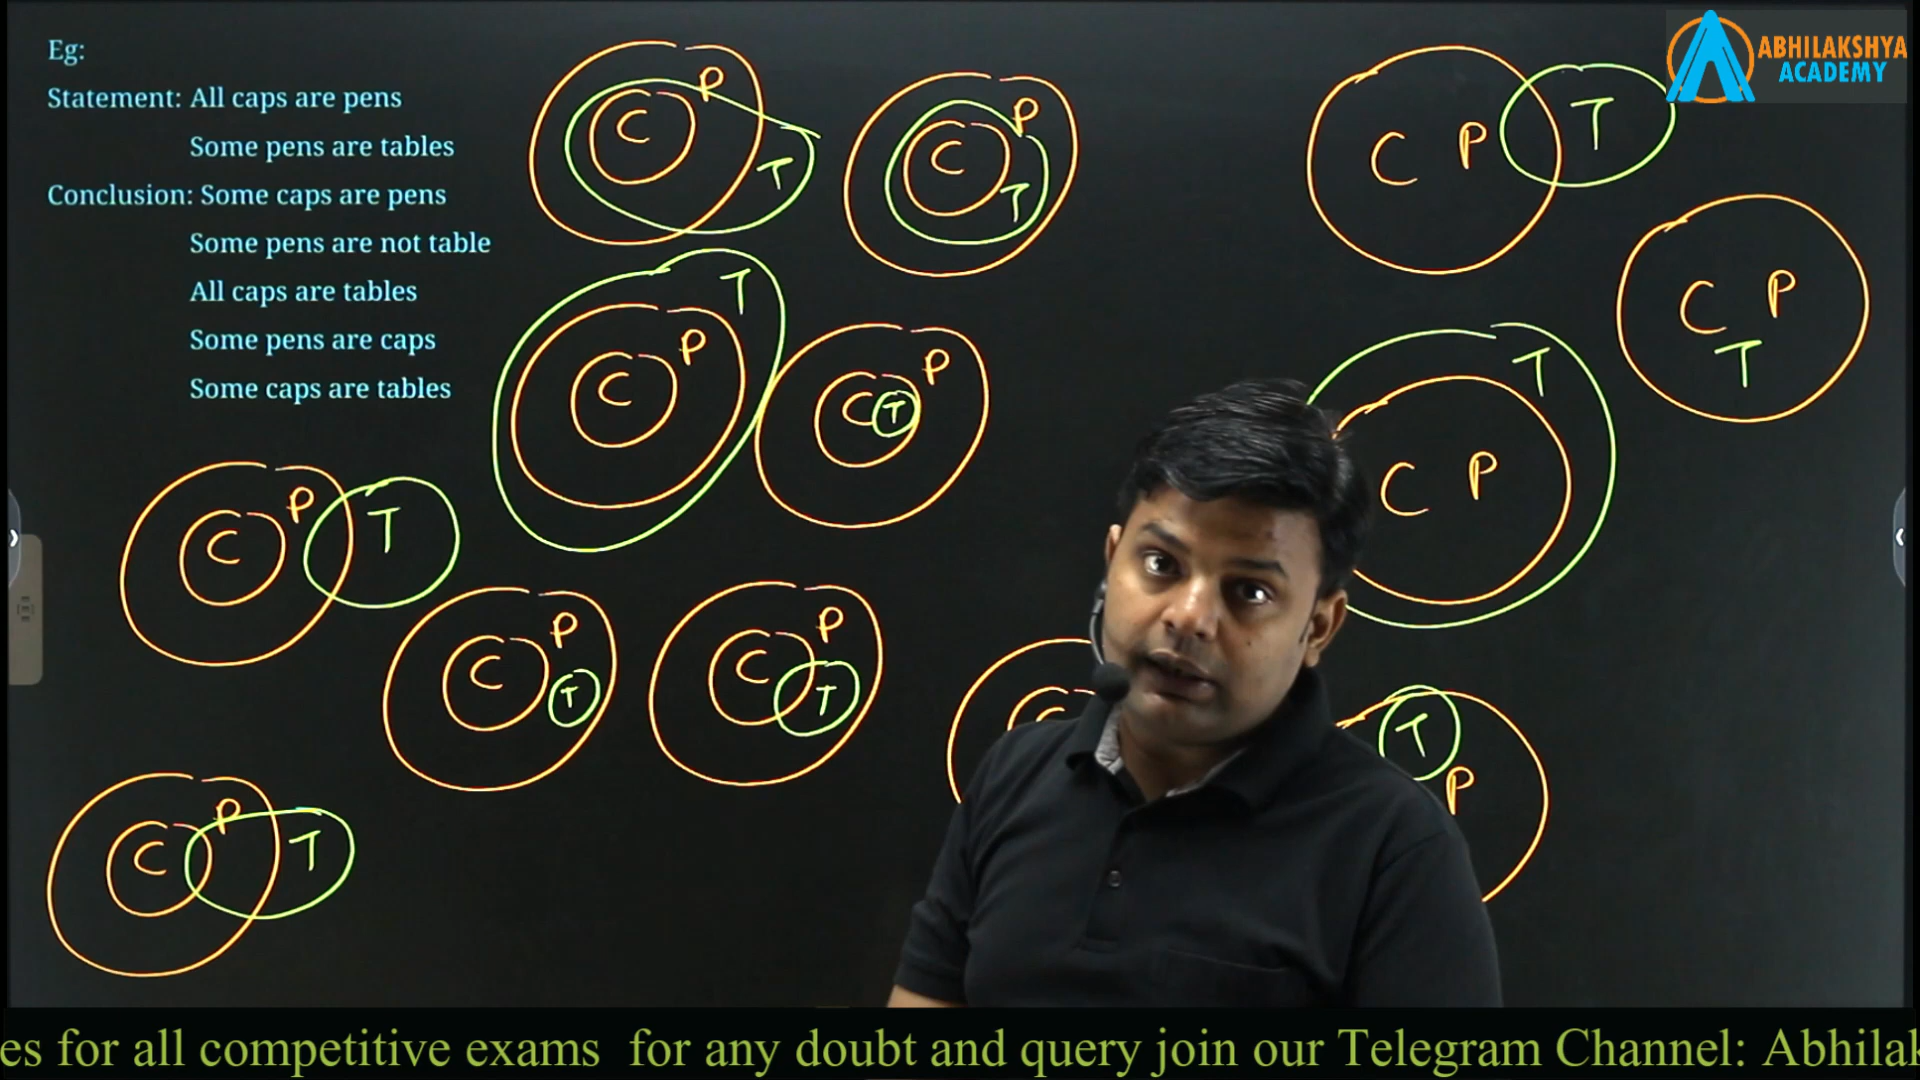 Eg:
Statement: All caps are pens
Some pens are tables
Conclusion: Some caps are pens
Some pens are not table
All caps are tables
Some pens are caps
Some caps are tables
ABHILAKSHYA
ACADEMY
C P T
C P T
C P T
C P T
C P T
C P T
C P T
C P T
C P T
C P T
C P T
T P
es for all competitive exams for any doubt and query join our Telegram Channel: Abhilak